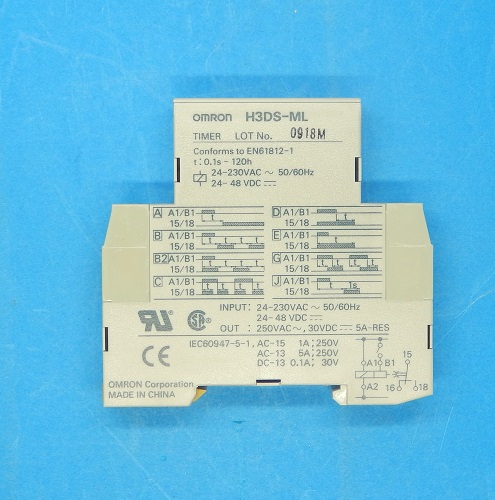 OMRON H3DS-ML
TIMER LOT No. 0918M
Conforms to EN61812-1
t: 0.1s ~ 120h
24-230VAC ~ 50/60Hz
24- 48 VDC
A A1/B1 t
15/18
B A1/B1 t t t t
15/18
B2 A1/B1 t t t t
15/18
C A1/B1 t t t t
15/18
D A1/B1 t
15/18
E A1/B1 t
15/18
G A1/B1 t t t t
15/18
J A1/B1 t 1s
15/18
INPUT: 24-230VAC ~ 50/60Hz
24- 48 VDC
OUT : 250VAC~, 30VDC 5A-RES
IEC60947-5-1, AC-15 1A; 250V
AC-13 5A; 250V
DC-13 0.1A; 30V
OMRON Corporation
MADE IN CHINA
CE
A1 B1
A2
15
16 18